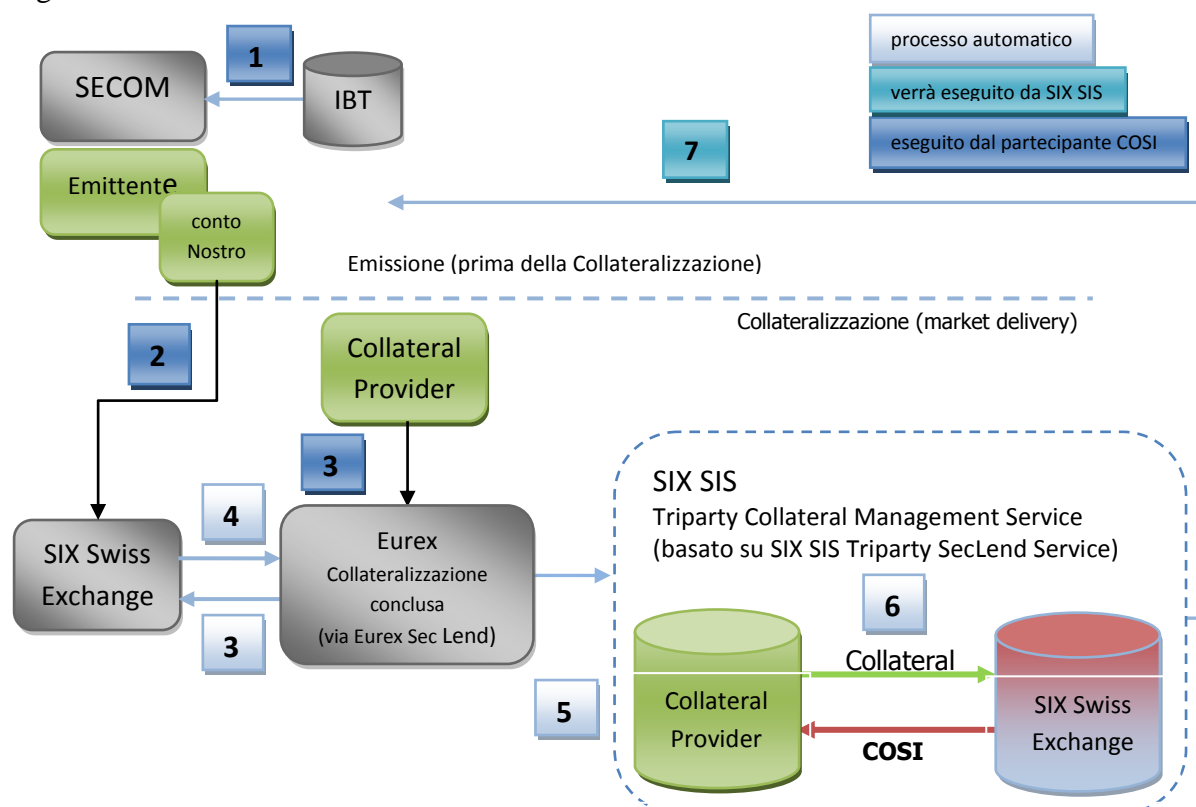 1
SECOM
IBT
processo automatico
verrà eseguito da SIX SIS
eseguito dal partecipante COSI
7
Emittente
conto
Nostro
Emissione (prima della Collateralizzazione)
Collateralizzazione (market delivery)
2
Collateral
Provider
3
SIX SIS
Triparty Collateral Management Service
(basato su SIX SIS Triparty SecLend Service)
4
SIX Swiss
Exchange
Eurex
Collateralizzazione
conclusa
(via Eurex Sec Lend)
3
6
Collateral
5
Collateral
Provider
COSI
SIX Swiss
Exchange